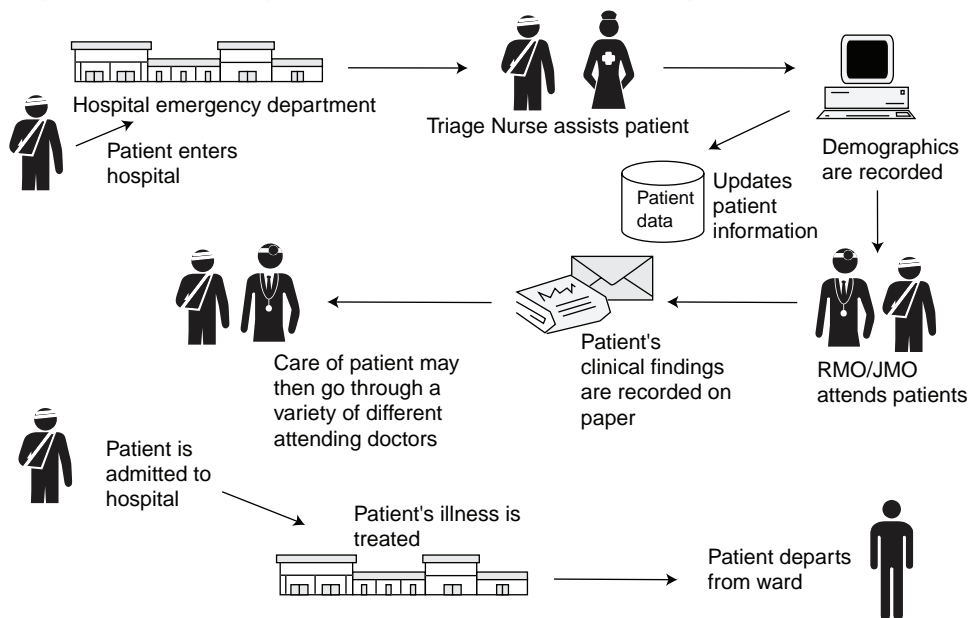 Hospital emergency department
Patient enters
hospital
Triage Nurse assists patient
Demographics
are recorded
Patient
data
Updates
patient
information
RMO/JMO
attends patients
Patient's
clinical findings
are recorded on
paper
Care of patient may
then go through a
variety of different
attending doctors
Patient is
admitted to
hospital
Patient's illness is
treated
Patient departs
from ward